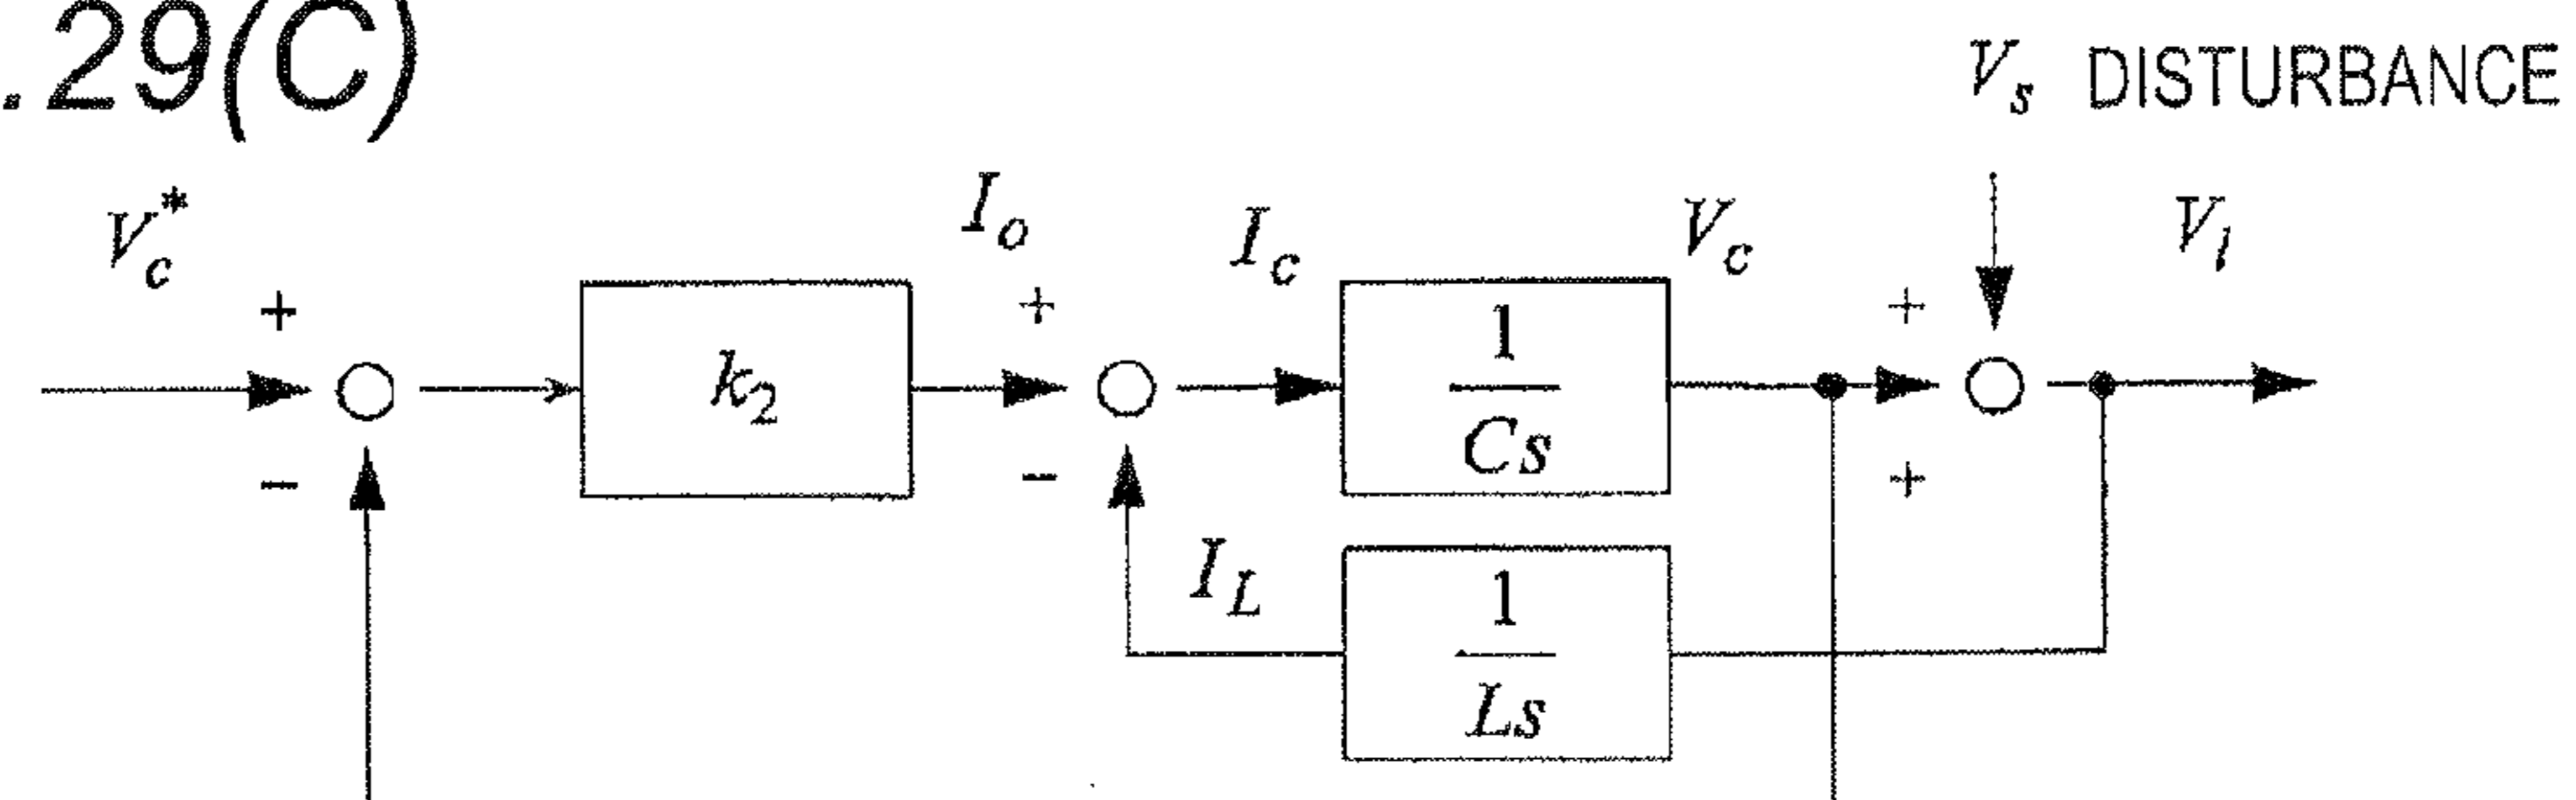 .29(C)
V_s DISTURBANCE
V_c^* I_o I_c V_c V_l
+ + +
k_2
1
Cs
- - +
I_L
1
Ls